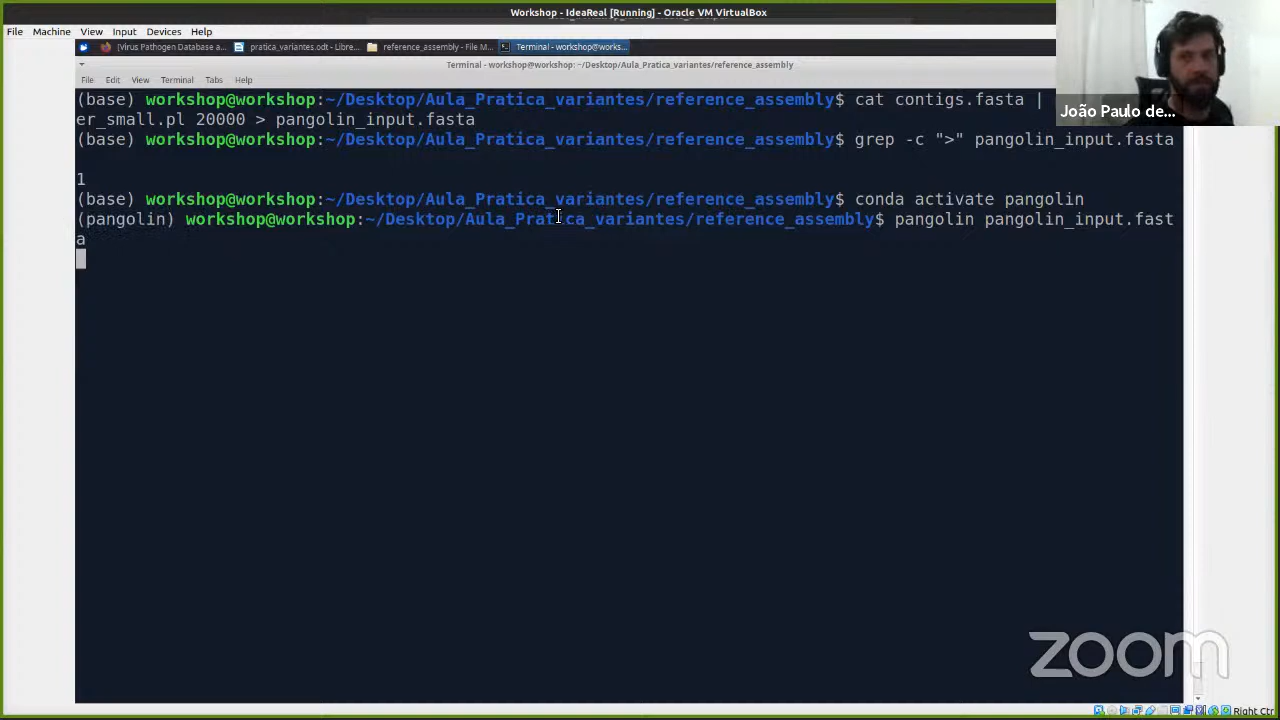 Workshop - IdeaReal [Running] - Oracle VM VirtualBox
File Machine View Input Devices Help
[Virus Pathogen Database a... pratica_variantes.odt - Libre... reference_assembly - File M... Terminal - workshop@works...
Terminal - workshop@workshop: ~/Desktop/Aula_Pratica_variantes/reference_assembly
File Edit View Terminal Tabs Help
João Paulo de...
(base) workshop@workshop:~/Desktop/Aula_Pratica_variantes/reference_assembly$ cat contigs.fasta |
er_small.pl 20000 > pangolin_input.fasta
(base) workshop@workshop:~/Desktop/Aula_Pratica_variantes/reference_assembly$ grep -c ">" pangolin_input.fasta
1
(base) workshop@workshop:~/Desktop/Aula_Pratica_variantes/reference_assembly$ conda activate pangolin
(pangolin) workshop@workshop:~/Desktop/Aula_Pratica_variantes/reference_assembly$ pangolin pangolin_input.fast
a
zoom
Right Ctr